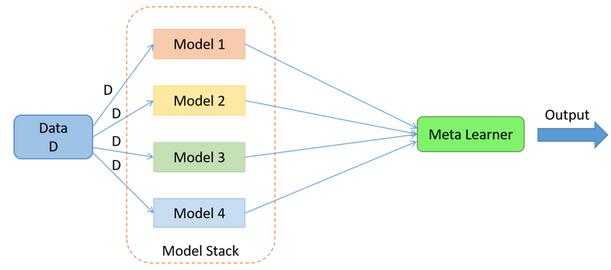 Data
D
D
D
D
D
Model 1
Model 2
Model 3
Model 4
Model Stack
Meta Learner
Output